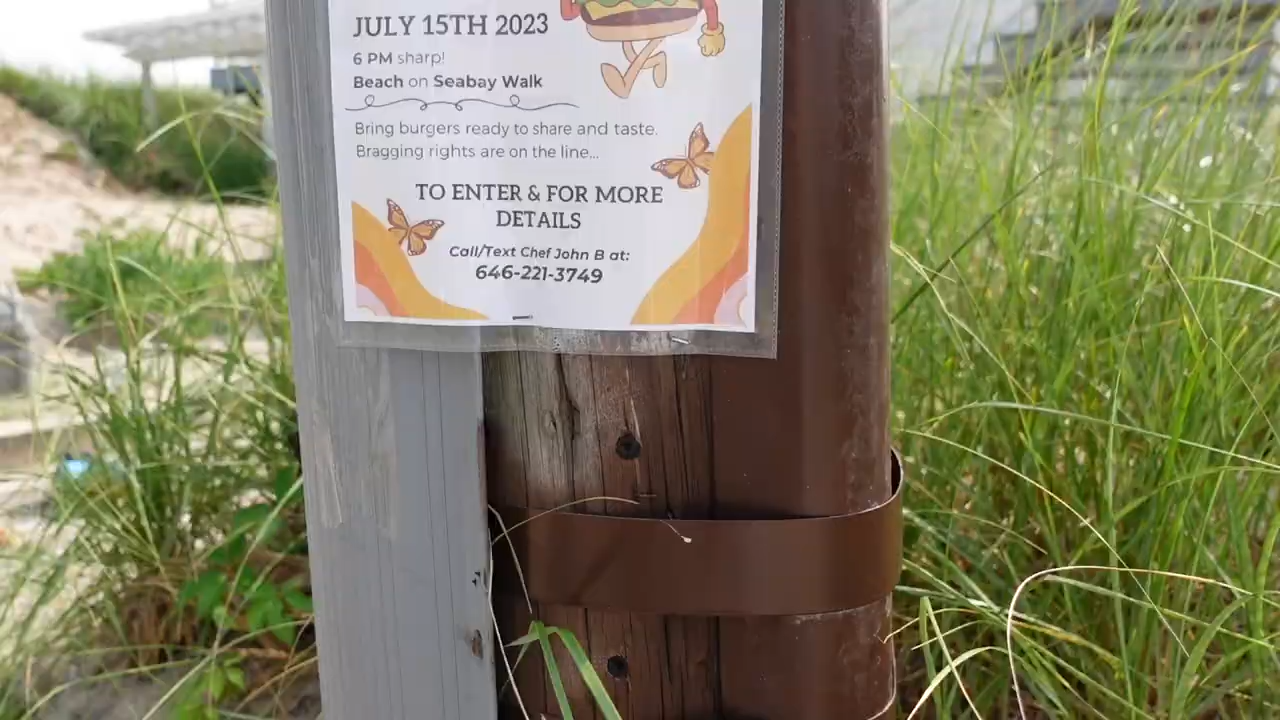 JULY 15TH 2023
6 PM sharp!
Beach on Seabay Walk
Bring burgers ready to share and taste.
Bragging rights are on the line...
TO ENTER & FOR MORE
DETAILS
Call/Text Chef John B at:
646-221-3749